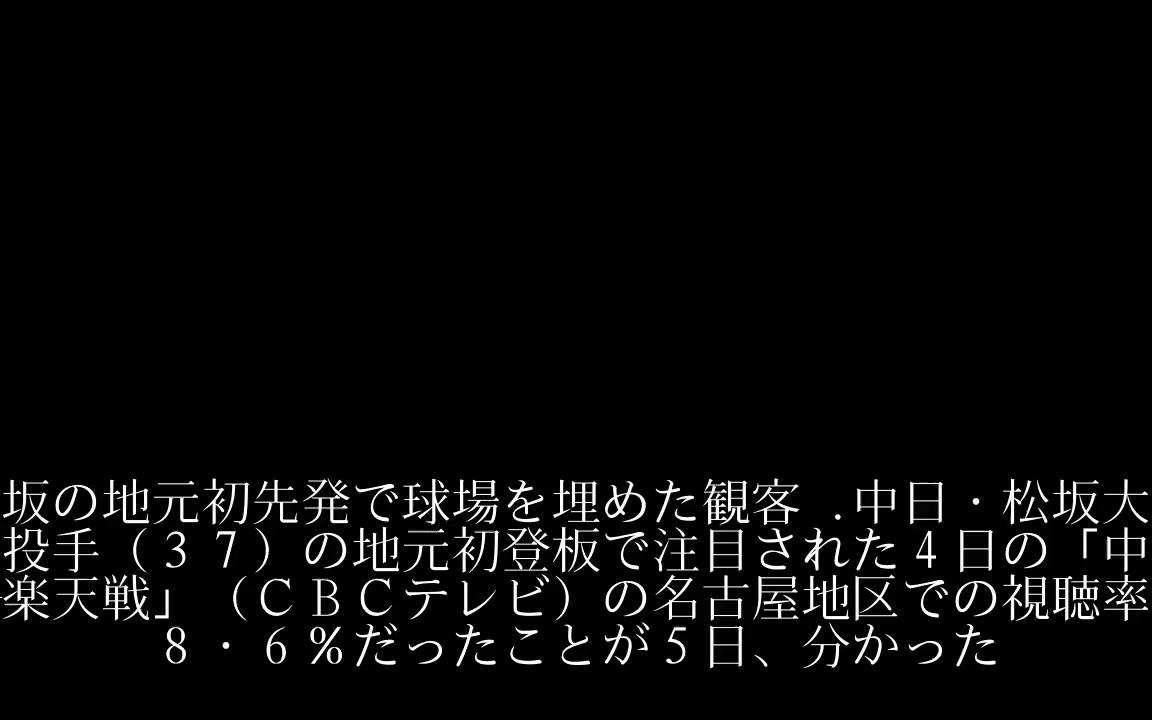 坂の地元初先発で球場を埋めた観客 .中日・松坂大
投手（３７）の地元初登板で注目された４日の「中
楽天戦」（ＣＢＣテレビ）の名古屋地区での視聴率
８・６％だったことが５日、分かった